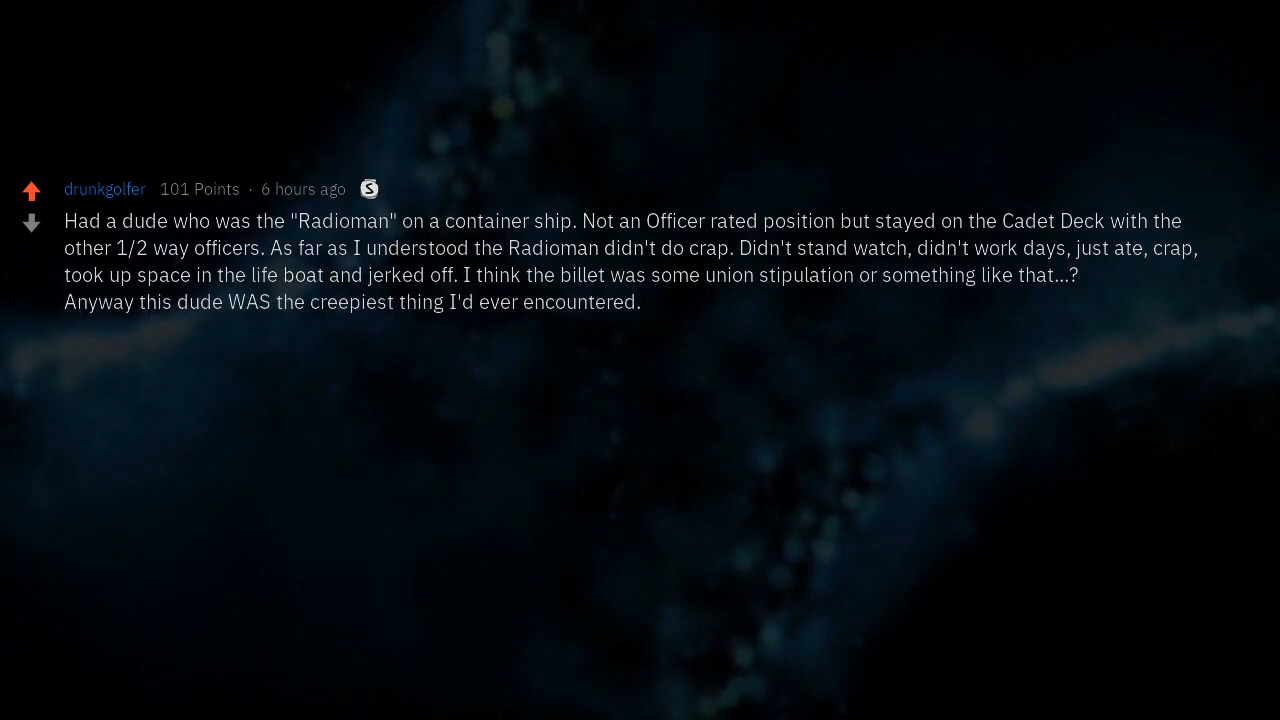 drunkgolfer 101 Points · 6 hours ago S
Had a dude who was the "Radioman" on a container ship. Not an Officer rated position but stayed on the Cadet Deck with the
other 1/2 way officers. As far as I understood the Radioman didn't do crap. Didn't stand watch, didn't work days, just ate, crap,
took up space in the life boat and jerked off. I think the billet was some union stipulation or something like that...?
Anyway this dude WAS the creepiest thing I'd ever encountered.